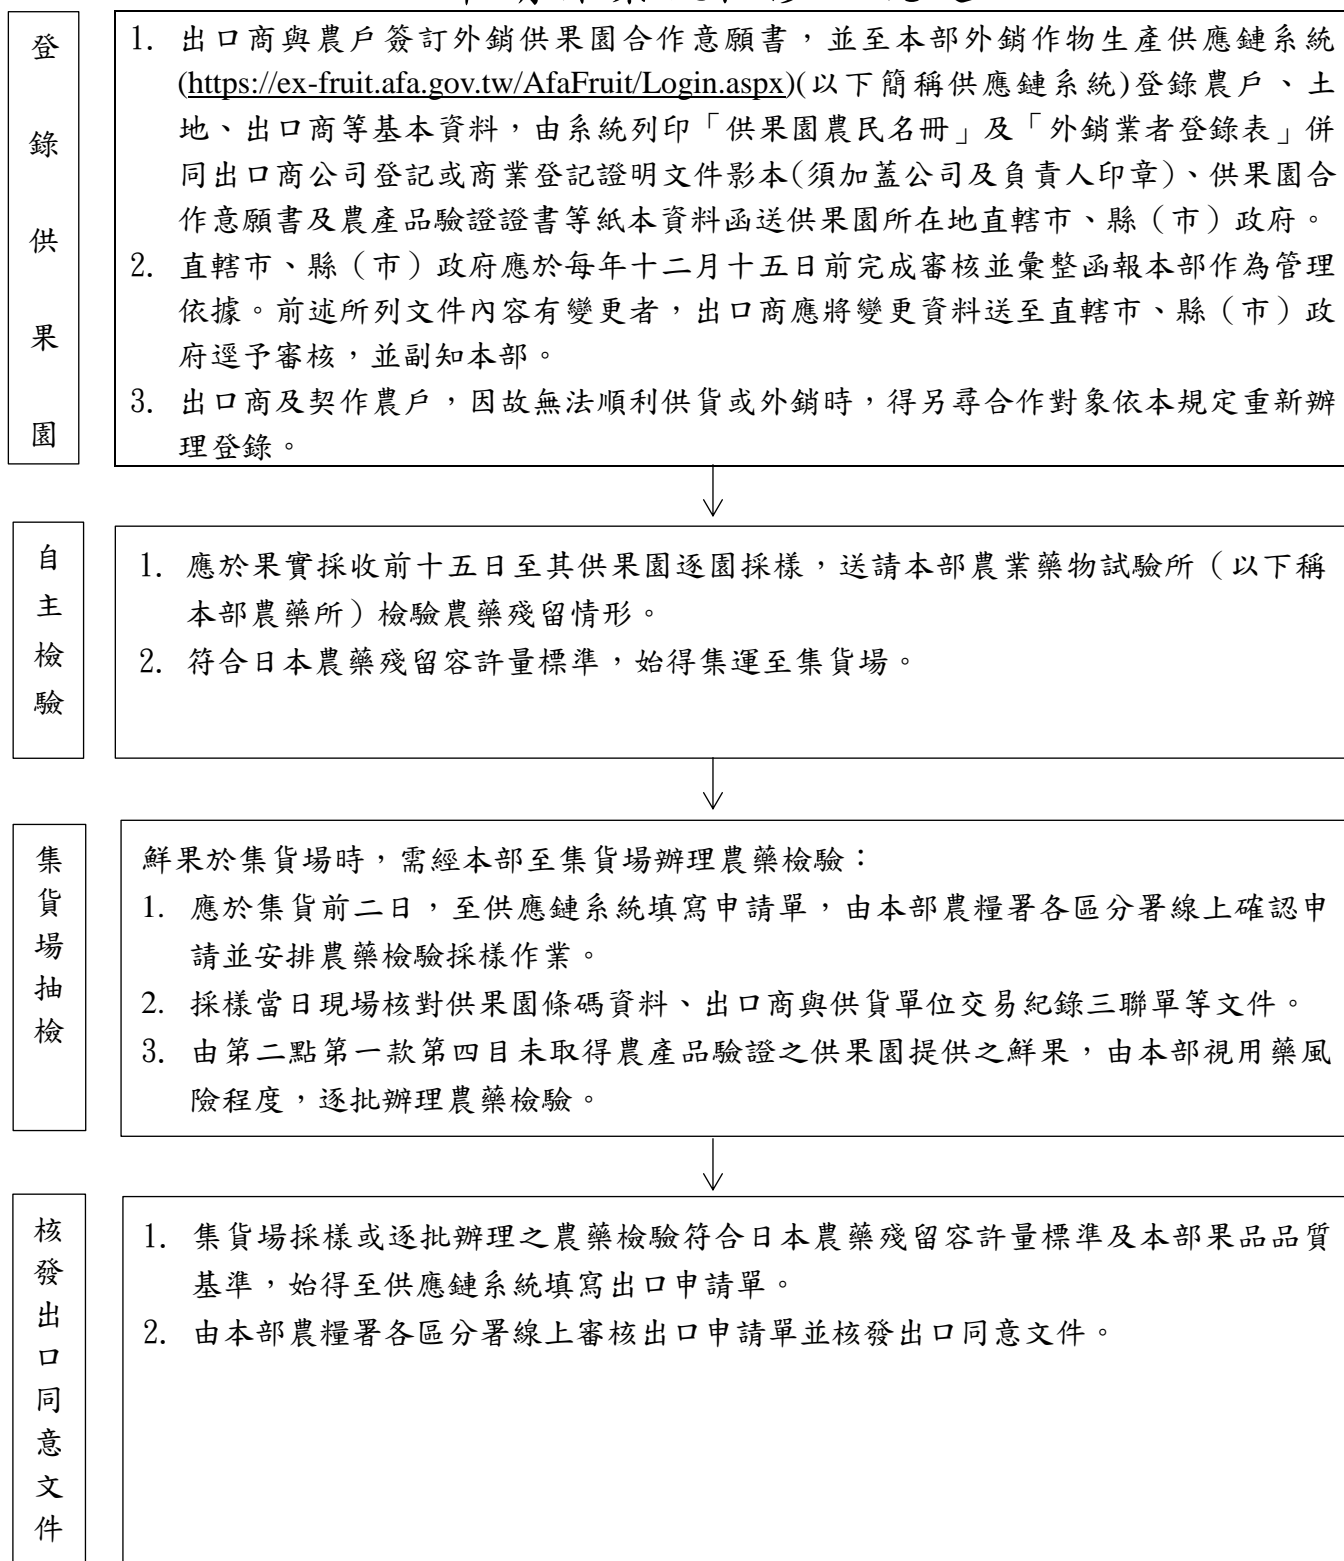 登錄供果園
1. 出口商與農戶簽訂外銷供果園合作意願書，並至本部外銷作物生產供應鏈系統
(https://ex-fruit.afa.gov.tw/AfaFruit/Login.aspx)(以下簡稱供應鏈系統)登錄農戶、土
地、出口商等基本資料，由系統列印「供果園農民名冊」及「外銷業者登錄表」併
同出口商公司登記或商業登記證明文件影本(須加蓋公司及負責人印章)、供果園合
作意願書及農產品驗證證書等紙本資料函送供果園所在地直轄市、縣（市）政府。
2. 直轄市、縣（市）政府應於每年十二月十五日前完成審核並彙整函報本部作為管理
依據。前述所列文件內容有變更者，出口商應將變更資料送至直轄市、縣（市）政
府逕予審核，並副知本部。
3. 出口商及契作農戶，因故無法順利供貨或外銷時，得另尋合作對象依本規定重新辦
理登錄。
自主檢驗
1. 應於果實採收前十五日至其供果園逐園採樣，送請本部農業藥物試驗所（以下稱
本部農藥所）檢驗農藥殘留情形。
2. 符合日本農藥殘留容許量標準，始得集運至集貨場。
集貨場抽檢
鮮果於集貨場時，需經本部至集貨場辦理農藥檢驗：
1. 應於集貨前二日，至供應鏈系統填寫申請單，由本部農糧署各區分署線上確認申
請並安排農藥檢驗採樣作業。
2. 採樣當日現場核對供果園條碼資料、出口商與供貨單位交易紀錄三聯單等文件。
3. 由第二點第一款第四目未取得農產品驗證之供果園提供之鮮果，由本部視用藥風
險程度，逐批辦理農藥檢驗。
核發出口同意文件
1. 集貨場採樣或逐批辦理之農藥檢驗符合日本農藥殘留容許量標準及本部果品品質
基準，始得至供應鏈系統填寫出口申請單。
2. 由本部農糧署各區分署線上審核出口申請單並核發出口同意文件。